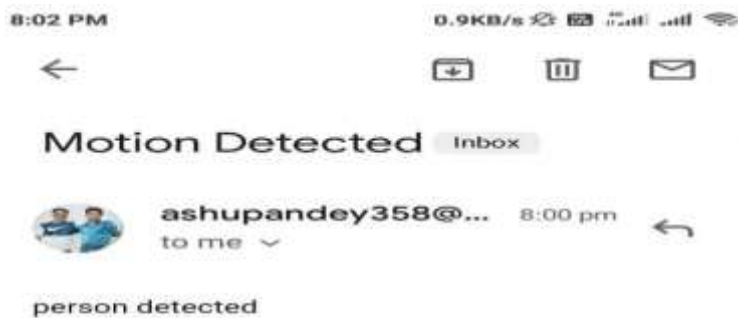 8:02 PM 0.9KB/s
Motion Detected Inbox
ashupandey358@... 8:00 pm
to me
person detected